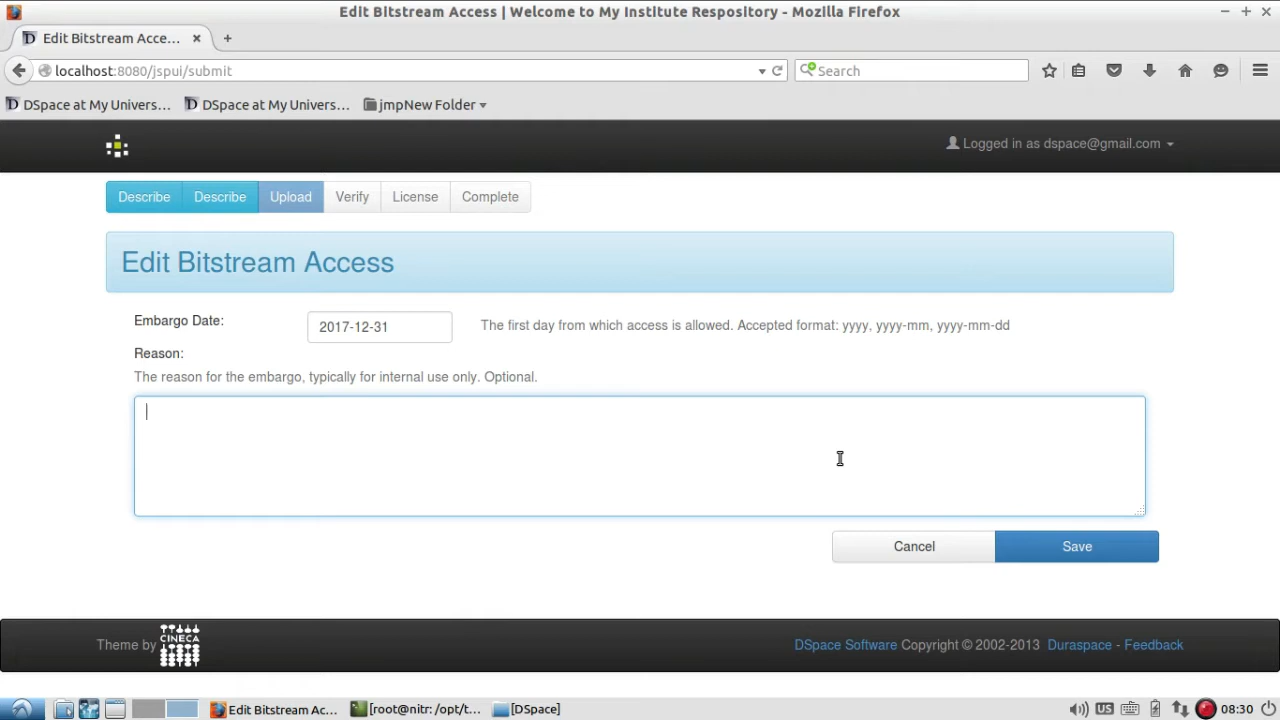 Edit Bitstream Access | Welcome to My Institute Respository - Mozilla Firefox
D Edit Bitstream Acce... × +
localhost:8080/jspui/submit
Search
D DSpace at My Univers... D DSpace at My Univers... jmpNew Folder
Logged in as dspace@gmail.com
Describe Describe Upload Verify License Complete
Edit Bitstream Access
Embargo Date: 2017-12-31 The first day from which access is allowed. Accepted format: yyyy, yyyy-mm, yyyy-mm-dd
Reason:
The reason for the embargo, typically for internal use only. Optional.
Cancel Save
Theme by CINECA DSpace Software Copyright © 2002-2013 Duraspace - Feedback
Edit Bitstream Ac... [root@nitr: /opt/t... [DSpace] US 08:30